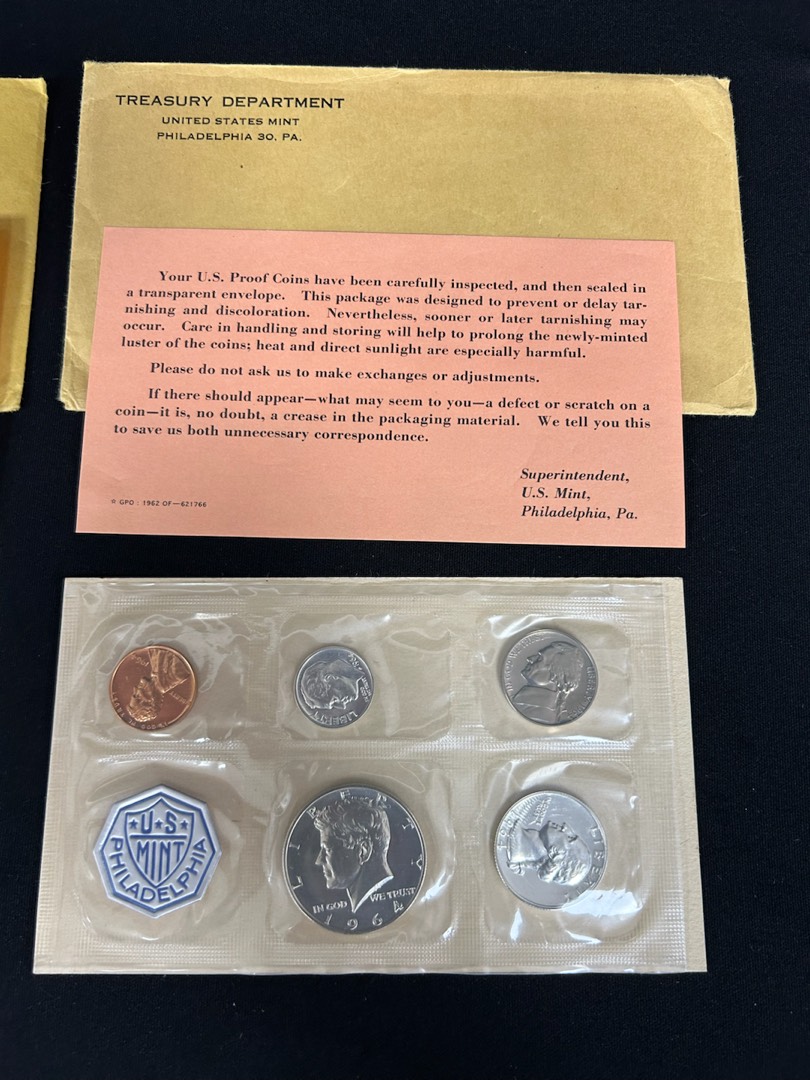 TREASURY DEPARTMENT
UNITED STATES MINT
PHILADELPHIA 30, PA.
Your U.S. Proof Coins have been carefully inspected, and then sealed in
a transparent envelope. This package was designed to prevent or delay tar-
nishing and discoloration. Nevertheless, sooner or later tarnishing may
occur. Care in handling and storing will help to prolong the newly-minted
luster of the coins; heat and direct sunlight are especially harmful.
Please do not ask us to make exchanges or adjustments.
If there should appear—what may seem to you—a defect or scratch on a
coin—it is, no doubt, a crease in the packaging material. We tell you this
to save us both unnecessary correspondence.
Superintendent,
U.S. Mint,
Philadelphia, Pa.
☆ GPO : 1962 OF—621766
LIBERTY
U★S
MINT
PHILADELPHIA
LIBERTY
IN GOD WE TRUST
1964
LIBERTY